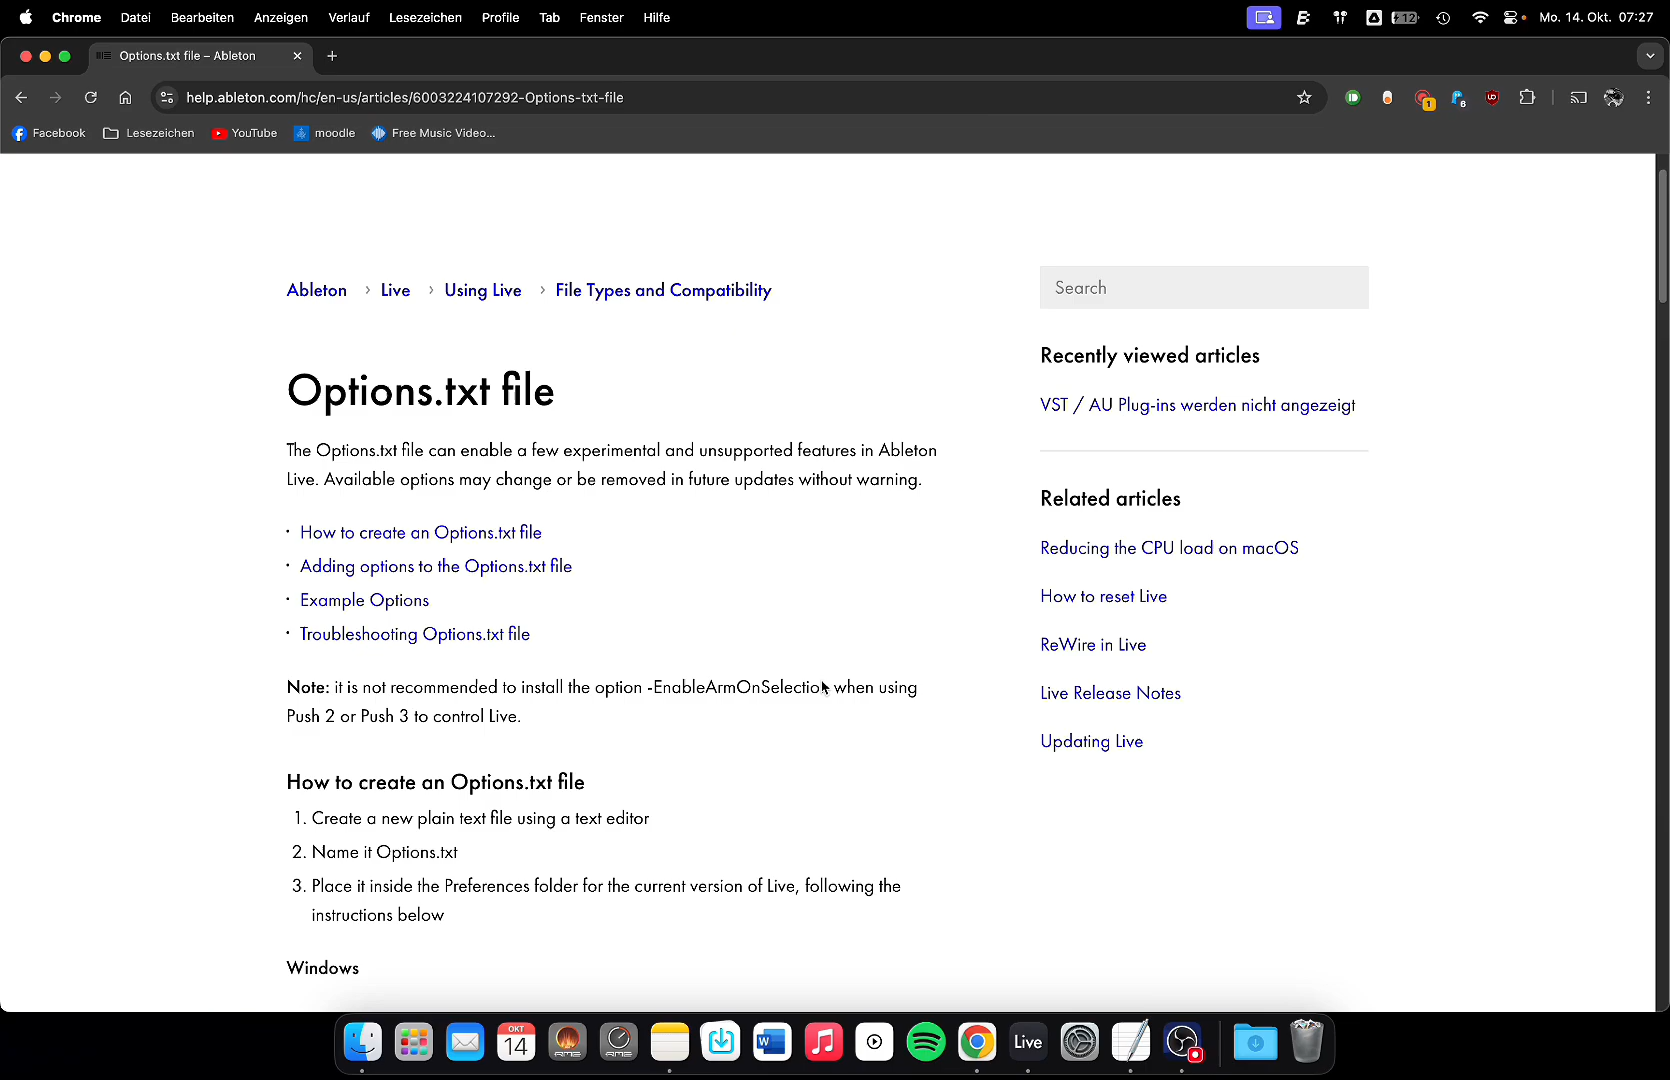 Chrome Datei Bearbeiten Anzeigen Verlauf Lesezeichen Profile Tab Fenster Hilfe
12 Mo. 14. Okt. 07:27
Options.txt file – Ableton
help.ableton.com/hc/en-us/articles/6003224107292-Options-txt-file
1 6
Facebook Lesezeichen YouTube moodle Free Music Video...
Ableton › Live › Using Live › File Types and Compatibility
Options.txt file
The Options.txt file can enable a few experimental and unsupported features in Ableton
Live. Available options may change or be removed in future updates without warning.
· How to create an Options.txt file
· Adding options to the Options.txt file
· Example Options
· Troubleshooting Options.txt file
Note: it is not recommended to install the option -EnableArmOnSelection when using
Push 2 or Push 3 to control Live.
How to create an Options.txt file
1. Create a new plain text file using a text editor
2. Name it Options.txt
3. Place it inside the Preferences folder for the current version of Live, following the
instructions below
Windows
Search
Recently viewed articles
VST / AU Plug-ins werden nicht angezeigt
Related articles
Reducing the CPU load on macOS
How to reset Live
ReWire in Live
Live Release Notes
Updating Live
OKT
14
RME
RME
W
Live